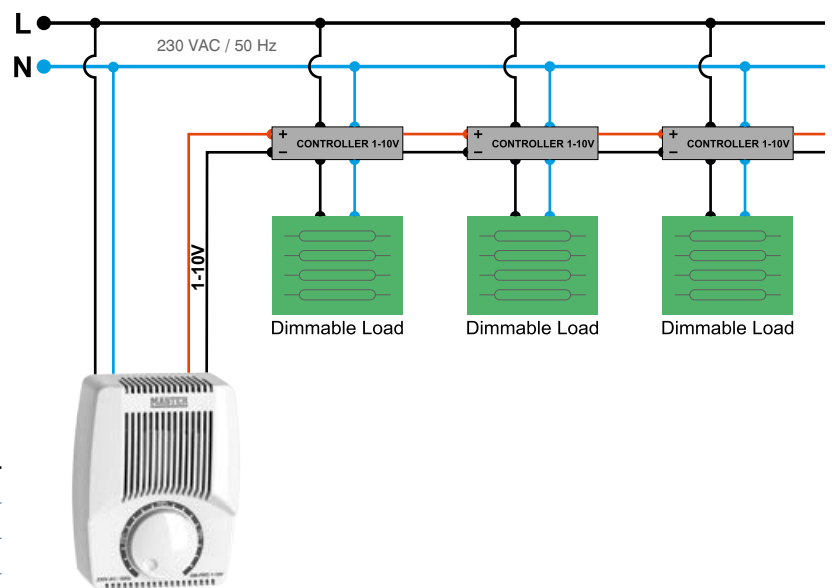 L
230 VAC / 50 Hz
N
+
− CONTROLLER 1-10V
+
− CONTROLLER 1-10V
+
− CONTROLLER 1-10V
1-10V
Dimmable Load
Dimmable Load
Dimmable Load
MASTER